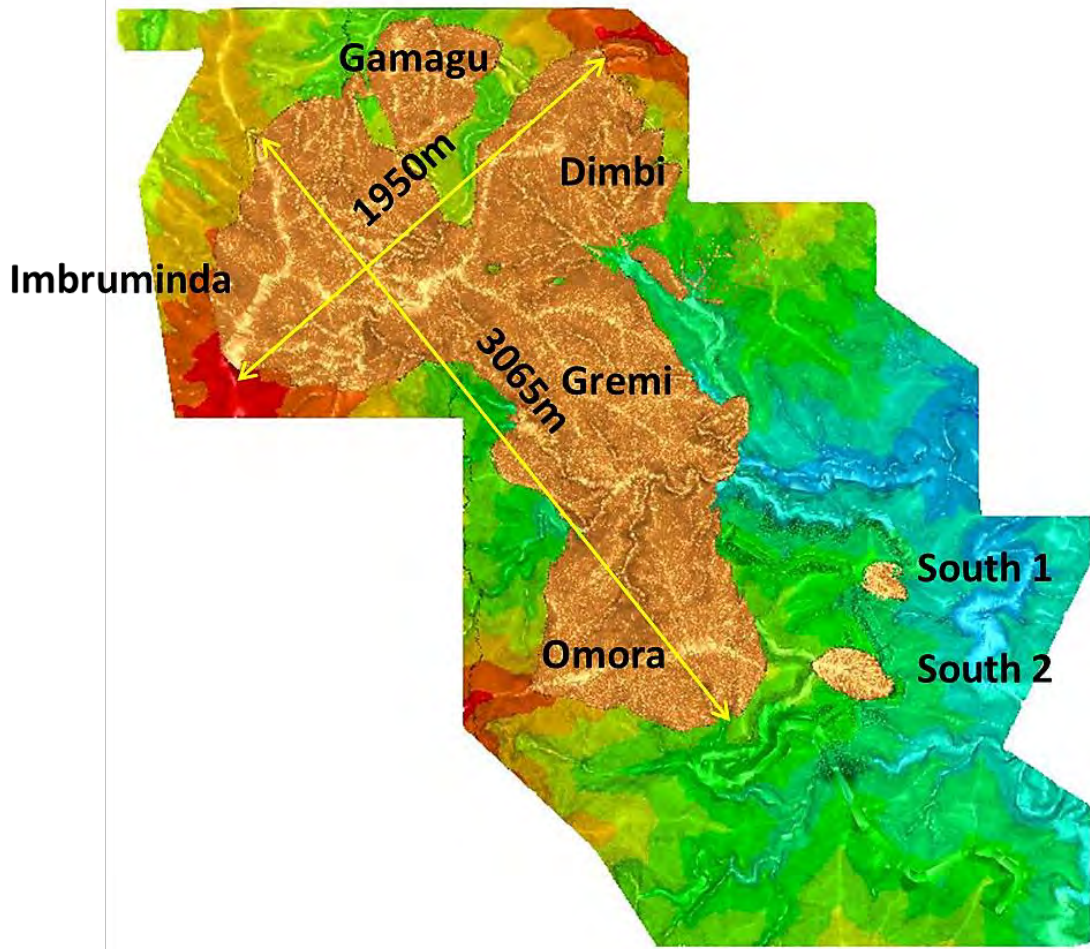 Gamagu
Dimbi
1950m
Imbruminda
3065m
Gremi
South 1
Omora
South 2